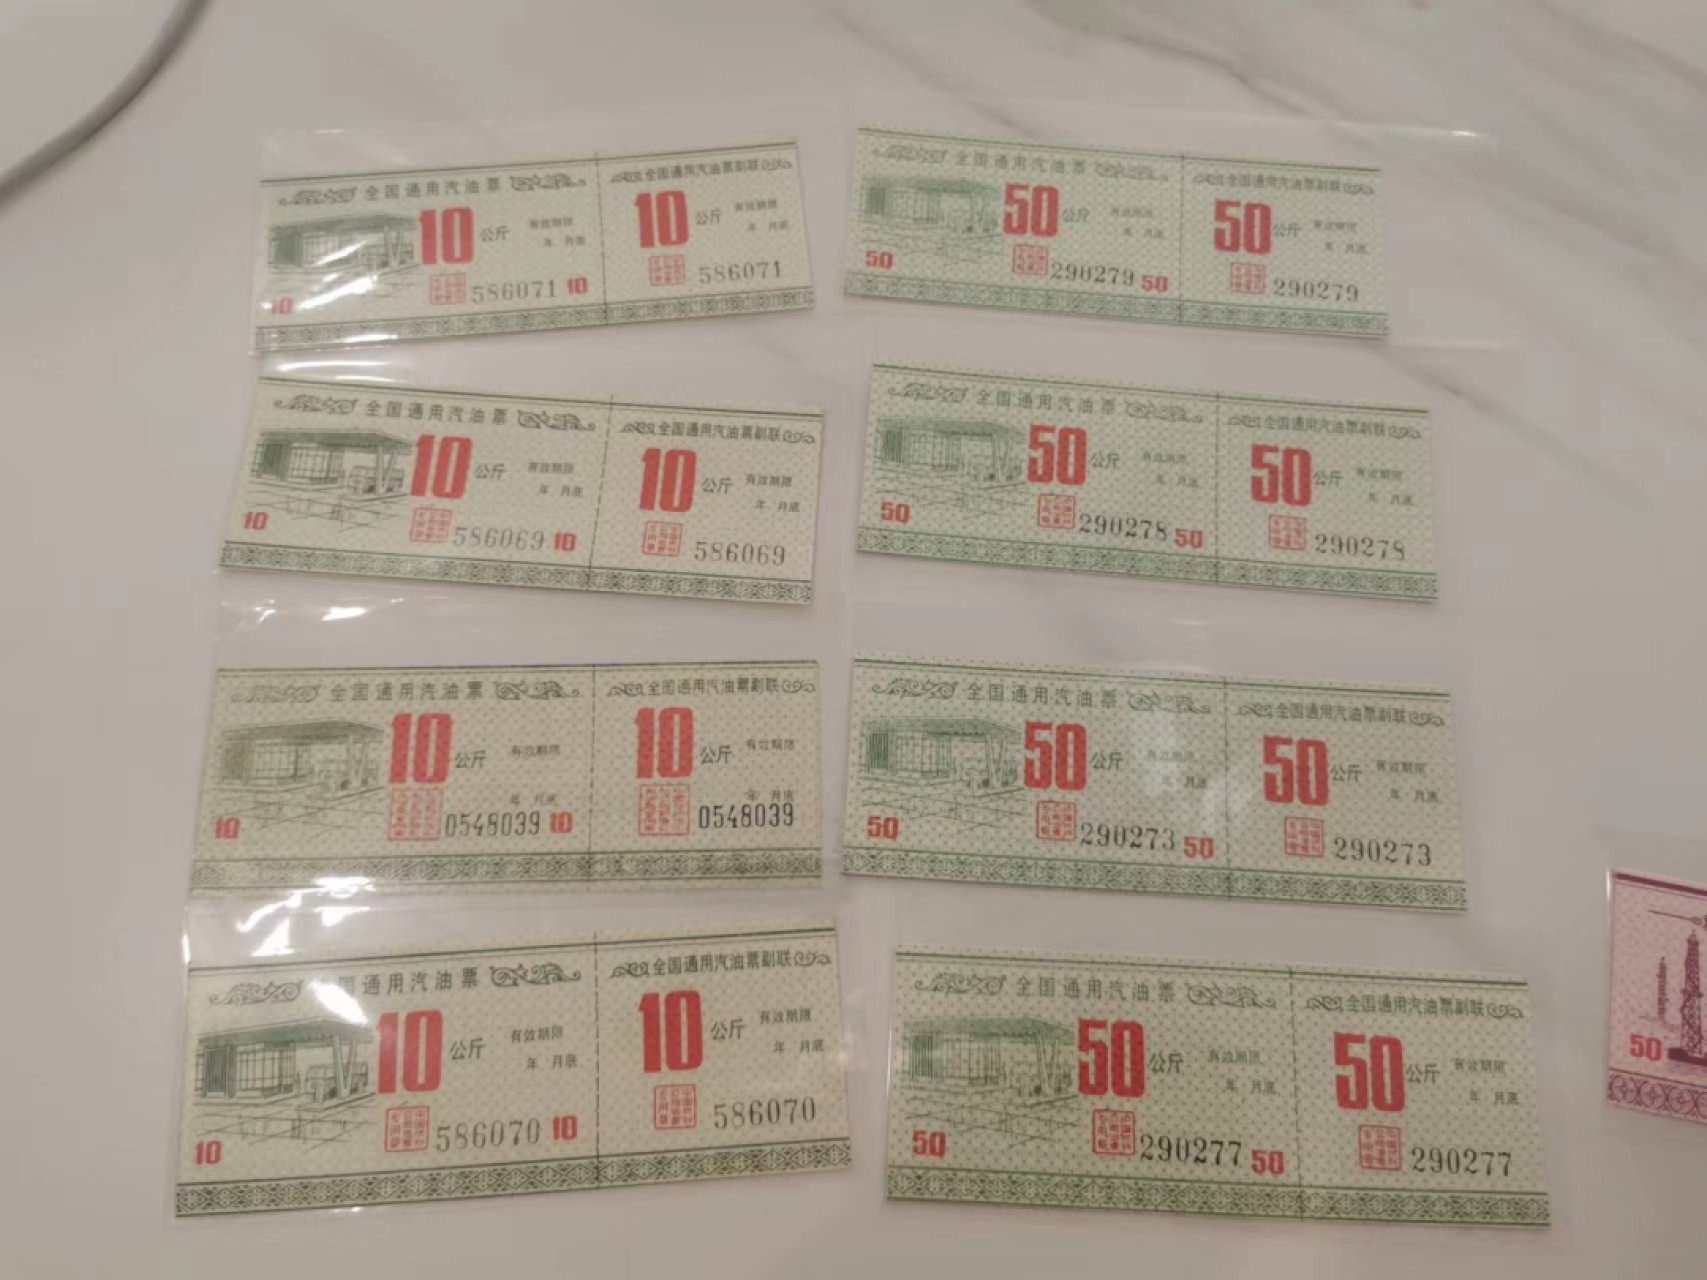 全国通用汽油票
全国通用汽油票副联
10 公斤 有效期限
年 月底
10 公斤 有效期限
年 月底
10 586071 10
586071
全国通用汽油票
全国通用汽油票副联
50 公斤 有效期限
年 月底
50 公斤 有效期限
年 月底
50 290279 50
290279
全国通用汽油票
全国通用汽油票副联
10 公斤 有效期限
年 月底
10 公斤 有效期限
年 月底
10 586069 10
586069
全国通用汽油票
全国通用汽油票副联
50 公斤 有效期限
年 月底
50 公斤 有效期限
年 月底
50 290278 50
290278
全国通用汽油票
全国通用汽油票副联
10 公斤 有效期限
年 月底
10 公斤 有效期限
年 月底
10 0548039 10
0548039
全国通用汽油票
全国通用汽油票副联
50 公斤 有效期限
年 月底
50 公斤 有效期限
年 月底
50 290273 50
290273
全国通用汽油票
全国通用汽油票副联
10 公斤 有效期限
年 月底
10 公斤 有效期限
年 月底
10 586070 10
586070
全国通用汽油票
全国通用汽油票副联
50 公斤 有效期限
年 月底
50 公斤 有效期限
年 月底
50 290277 50
290277
50